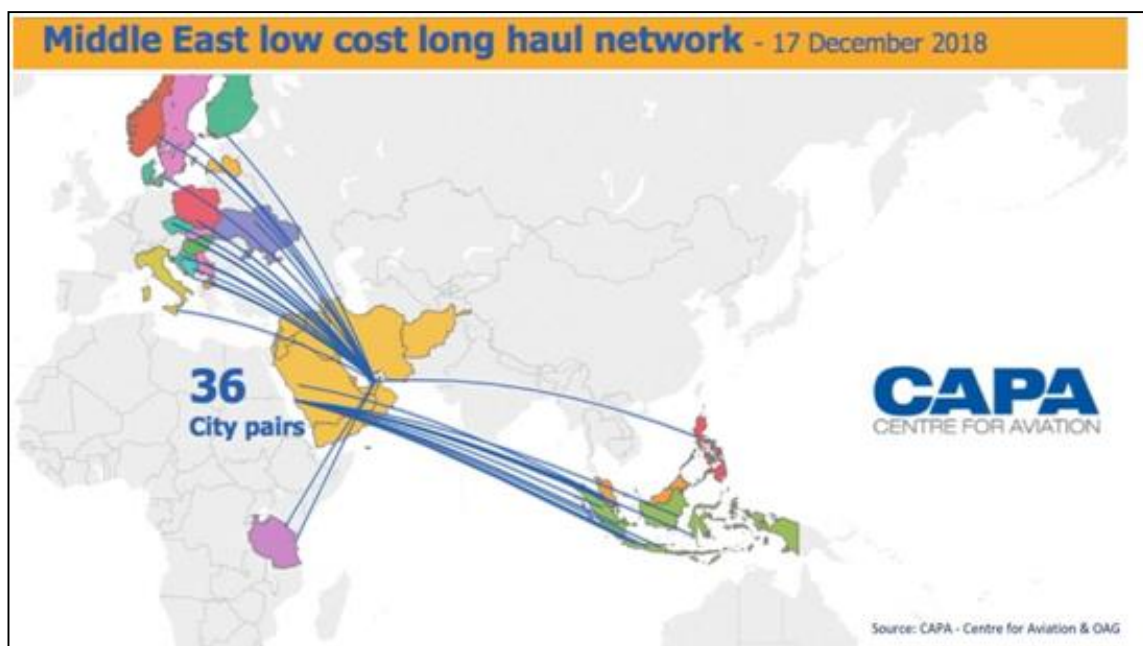 Middle East low cost long haul network - 17 December 2018
36
City pairs
CAPA
CENTRE FOR AVIATION
Source: CAPA - Centre for Aviation & OAG